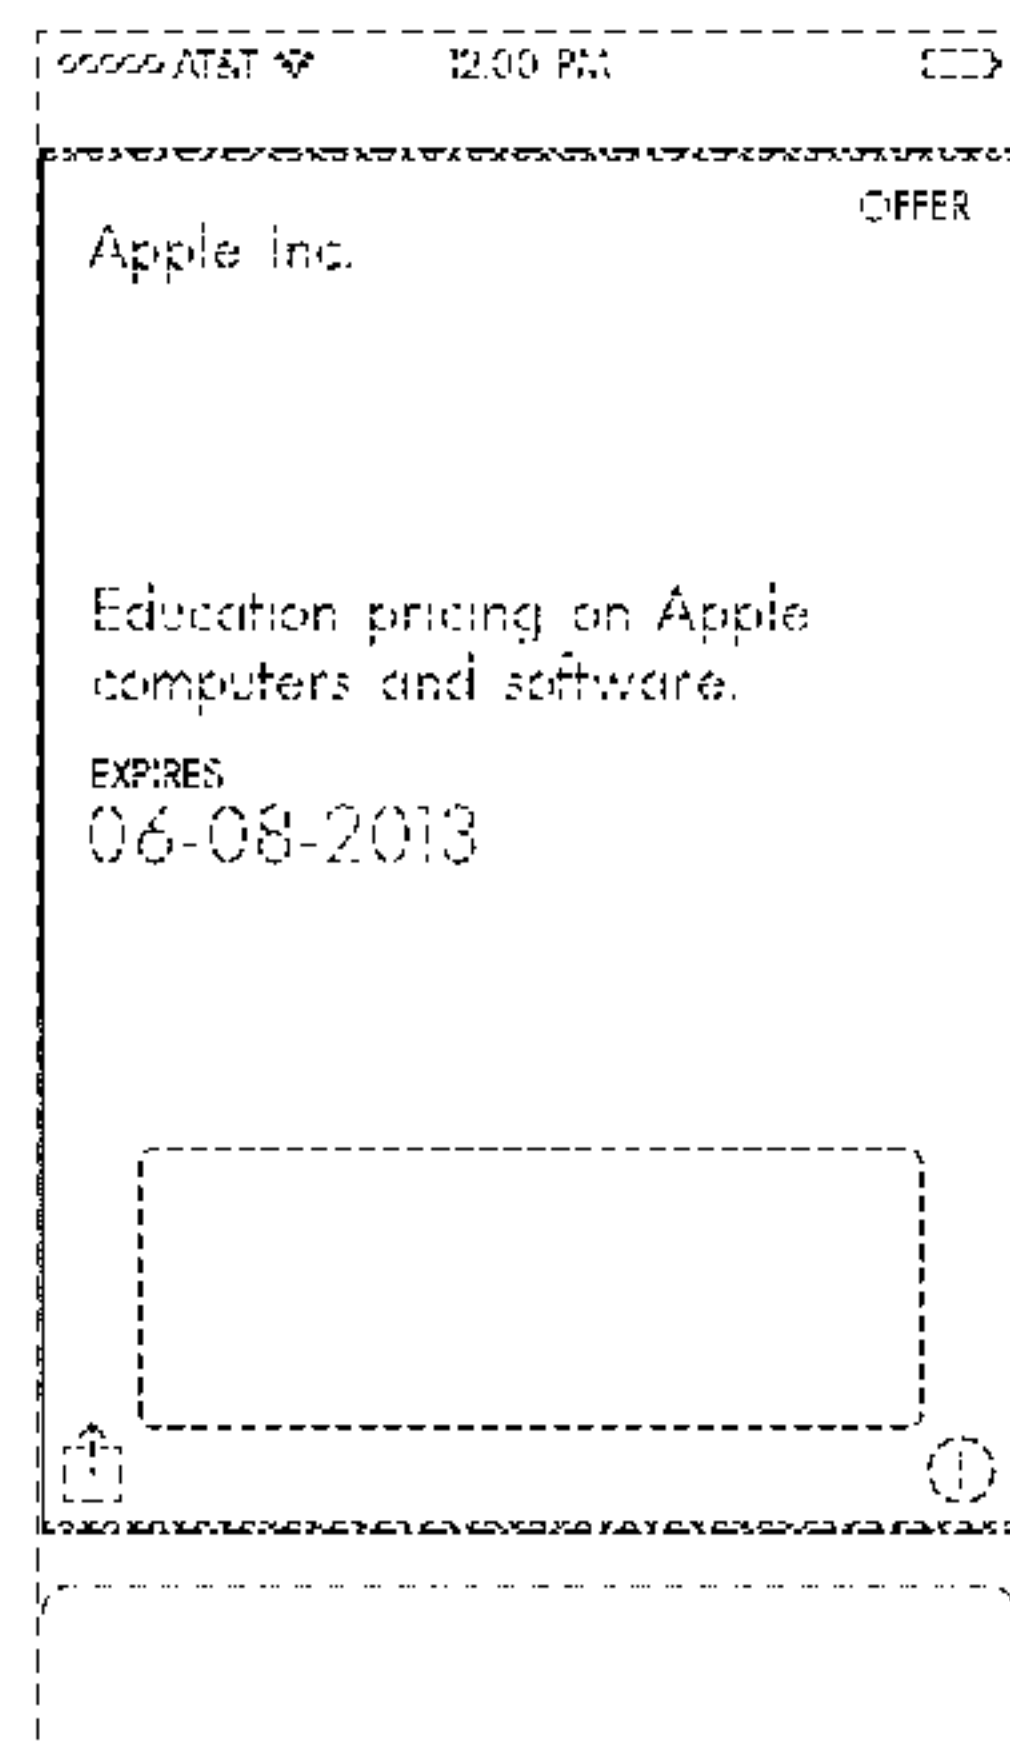 AT&T 12:00 PM
OFFER
Apple Inc.
Education pricing on Apple
computers and software.
EXPIRES
06-08-2013